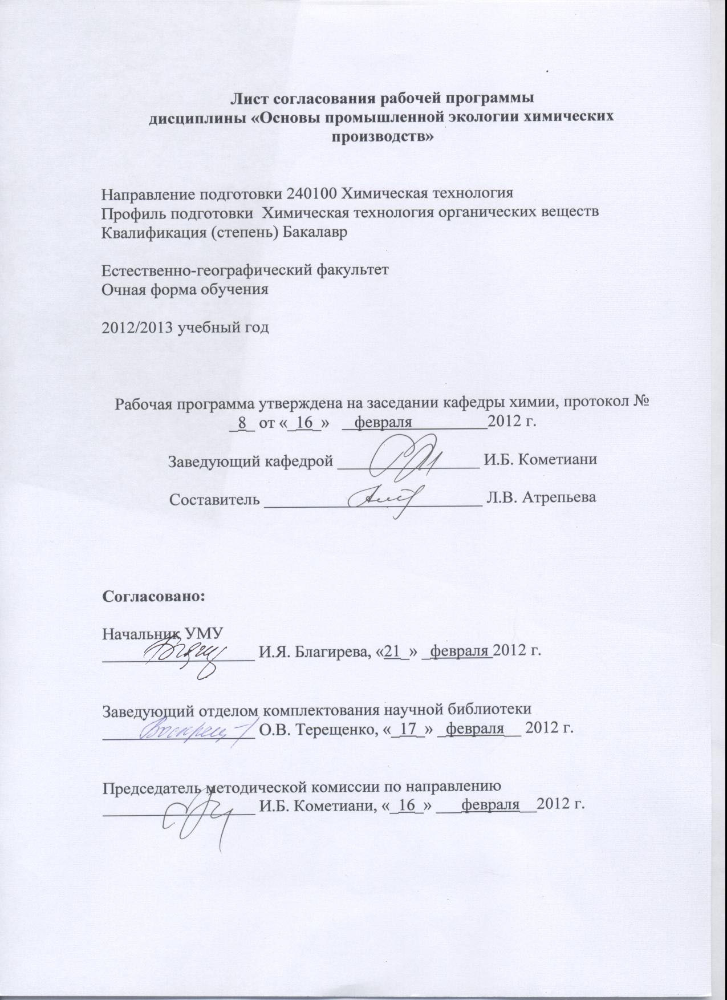 Лист согласования рабочей программы
дисциплины «Основы промышленной экологии химических
производств»
Направление подготовки 240100 Химическая технология
Профиль подготовки Химическая технология органических веществ
Квалификация (степень) Бакалавр
Естественно-географический факультет
Очная форма обучения
2012/2013 учебный год
Рабочая программа утверждена на заседании кафедры химии, протокол №
_8_ от «_16_» _февраля_________2012 г.
Заведующий кафедрой _________________ И.Б. Кометиани
Составитель __________________________ Л.В. Атрепьева
Согласовано:
Начальник УМУ
__________________ И.Я. Благирева, «21_» _февраля 2012 г.
Заведующий отделом комплектования научной библиотеки
__________________ О.В. Терещенко, «_17_» _февраля__ 2012 г.
Председатель методической комиссии по направлению
__________________ И.Б. Кометиани, «_16_» ___февраля__2012 г.